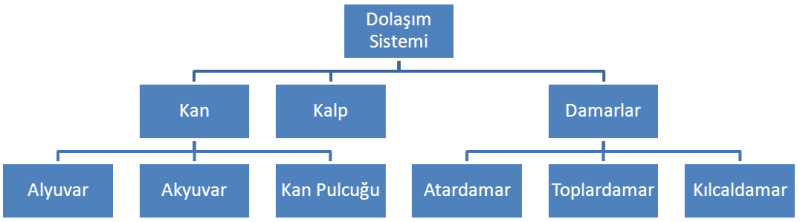 Dolaşım
Sistemi
Kan
Kalp
Damarlar
Alyuvar
Akyuvar
Kan Pulcuğu
Atardamar
Toplardamar
Kılcaldamar